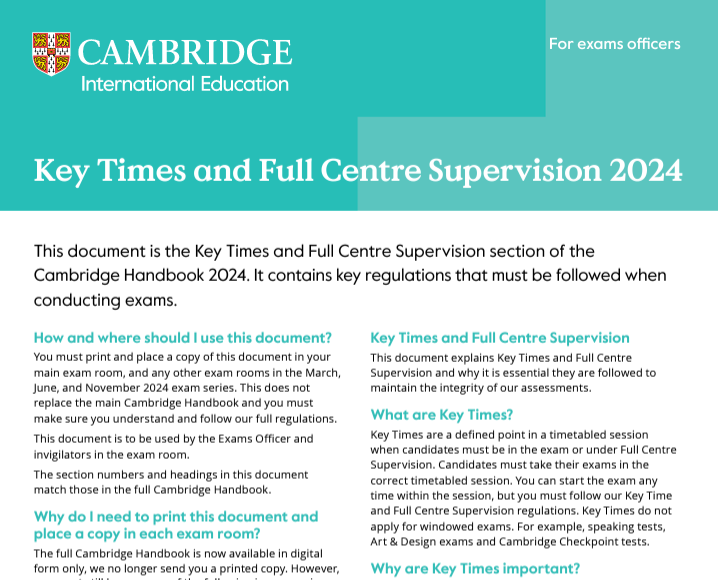 CAMBRIDGE
International Education
For exams officers
Key Times and Full Centre Supervision 2024
This document is the Key Times and Full Centre Supervision section of the
Cambridge Handbook 2024. It contains key regulations that must be followed when
conducting exams.
How and where should I use this document?
You must print and place a copy of this document in your
main exam room, and any other exam rooms in the March,
June, and November 2024 exam series. This does not
replace the main Cambridge Handbook and you must
make sure you understand and follow our full regulations.
This document is to be used by the Exams Officer and
invigilators in the exam room.
The section numbers and headings in this document
match those in the full Cambridge Handbook.
Why do I need to print this document and
place a copy in each exam room?
The full Cambridge Handbook is now available in digital
form only, we no longer send you a printed copy. However,
Key Times and Full Centre Supervision
This document explains Key Times and Full Centre
Supervision and why it is essential they are followed to
maintain the integrity of our assessments.
What are Key Times?
Key Times are a defined point in a timetabled session
when candidates must be in the exam or under Full Centre
Supervision. Candidates must take their exams in the
correct timetabled session. You can start the exam any
time within the session, but you must follow our Key Time
and Full Centre Supervision regulations. Key Times do not
apply for windowed exams. For example, speaking tests,
Art & Design exams and Cambridge Checkpoint tests.
Why are Key Times important?